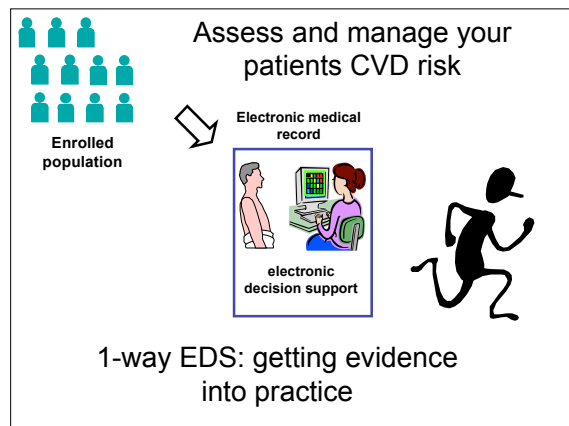 Assess and manage your
patients CVD risk
Enrolled
population
Electronic medical
record
electronic
decision support
1-way EDS: getting evidence
into practice